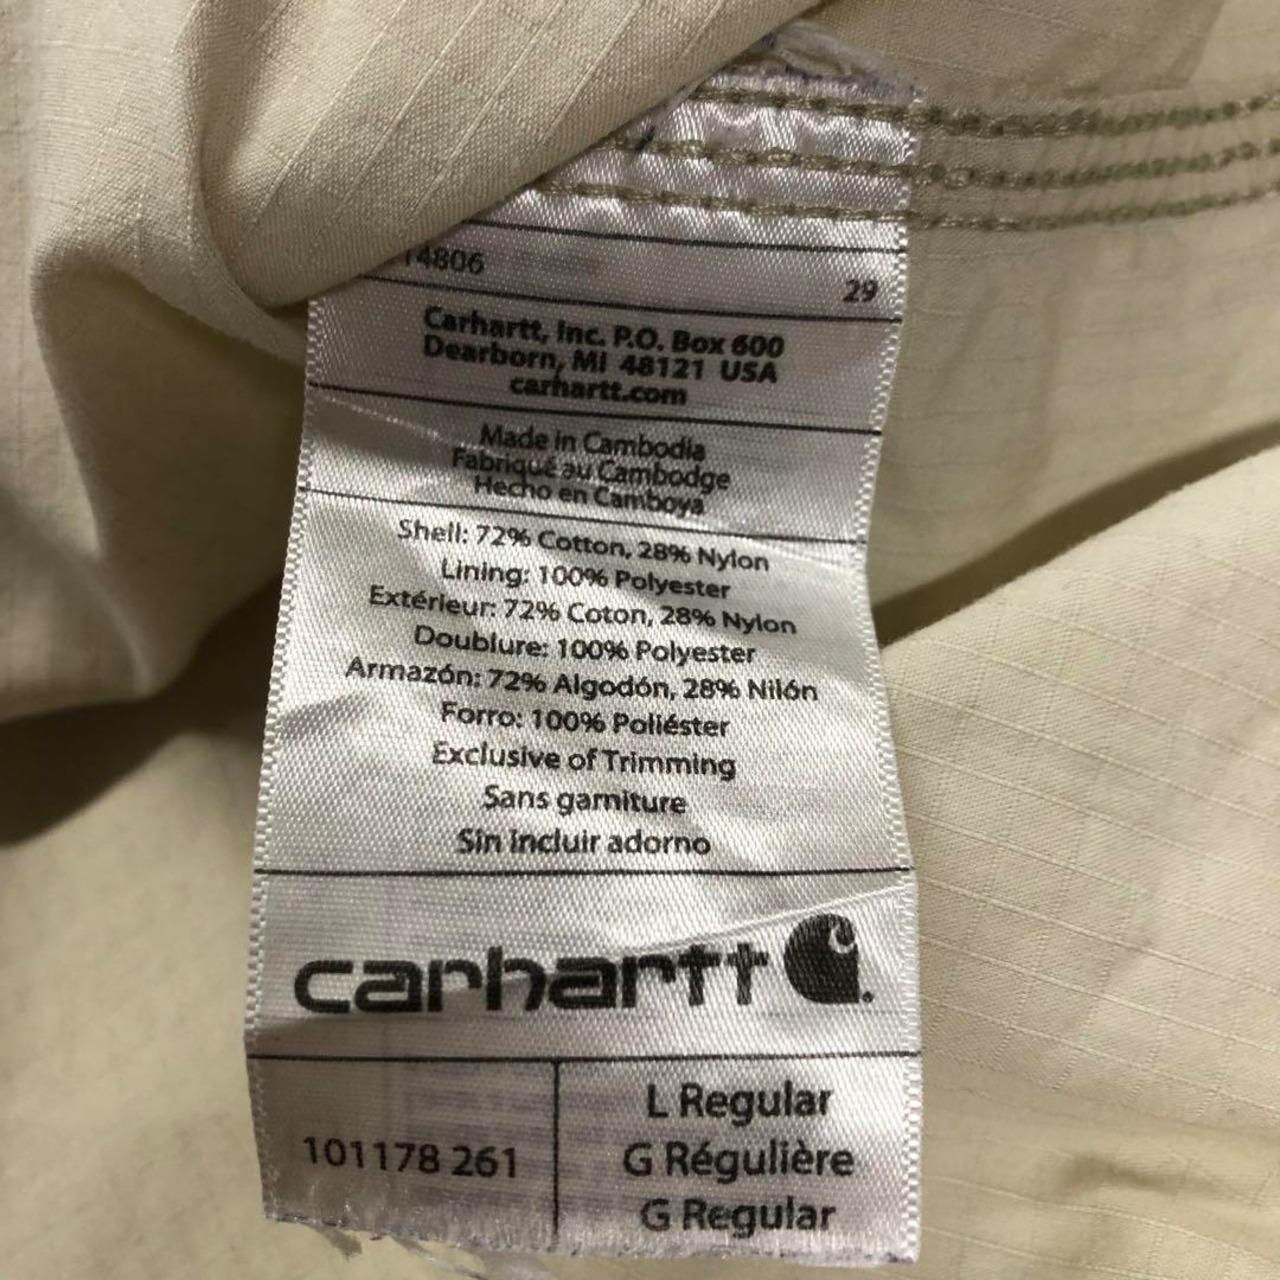 14806
29
Carhartt, Inc. P.O. Box 600
Dearborn, MI 48121 USA
carhartt.com
Made in Cambodia
Fabriqué au Cambodge
Hecho en Camboya
Shell: 72% Cotton, 28% Nylon
Lining: 100% Polyester
Extérieur: 72% Coton, 28% Nylon
Doublure: 100% Polyester
Armazón: 72% Algodón, 28% Nilón
Forro: 100% Poliéster
Exclusive of Trimming
Sans garniture
Sin incluir adorno
carhartt
101178 261
L Regular
G Régulière
G Regular